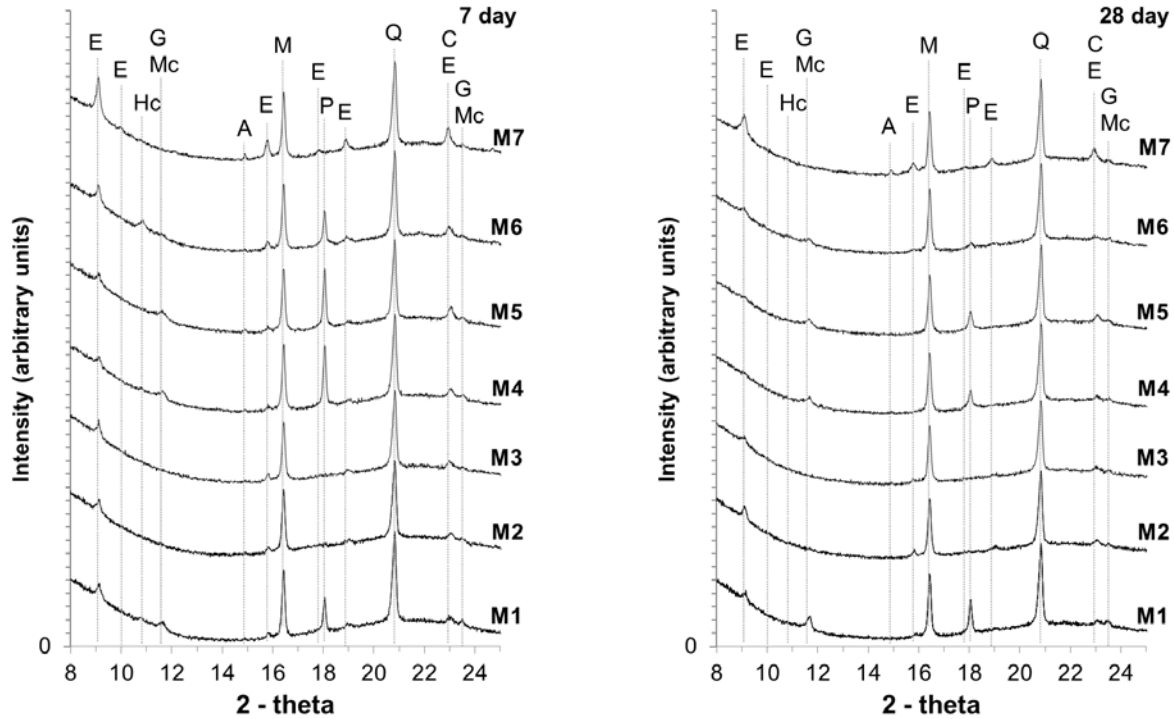 7 day
E
E
G
Mc
Hc
A
E
M
E
P
E
Q
C
E
G
Mc
M7
M6
M5
M4
M3
M2
M1
Intensity (arbitrary units)
0
8 10 12 14 16 18 20 22 24
2 - theta
28 day
E
E
G
Mc
Hc
A
E
M
E
P
E
Q
C
E
G
Mc
M7
M6
M5
M4
M3
M2
M1
Intensity (arbitrary units)
0
8 10 12 14 16 18 20 22 24
2 - theta